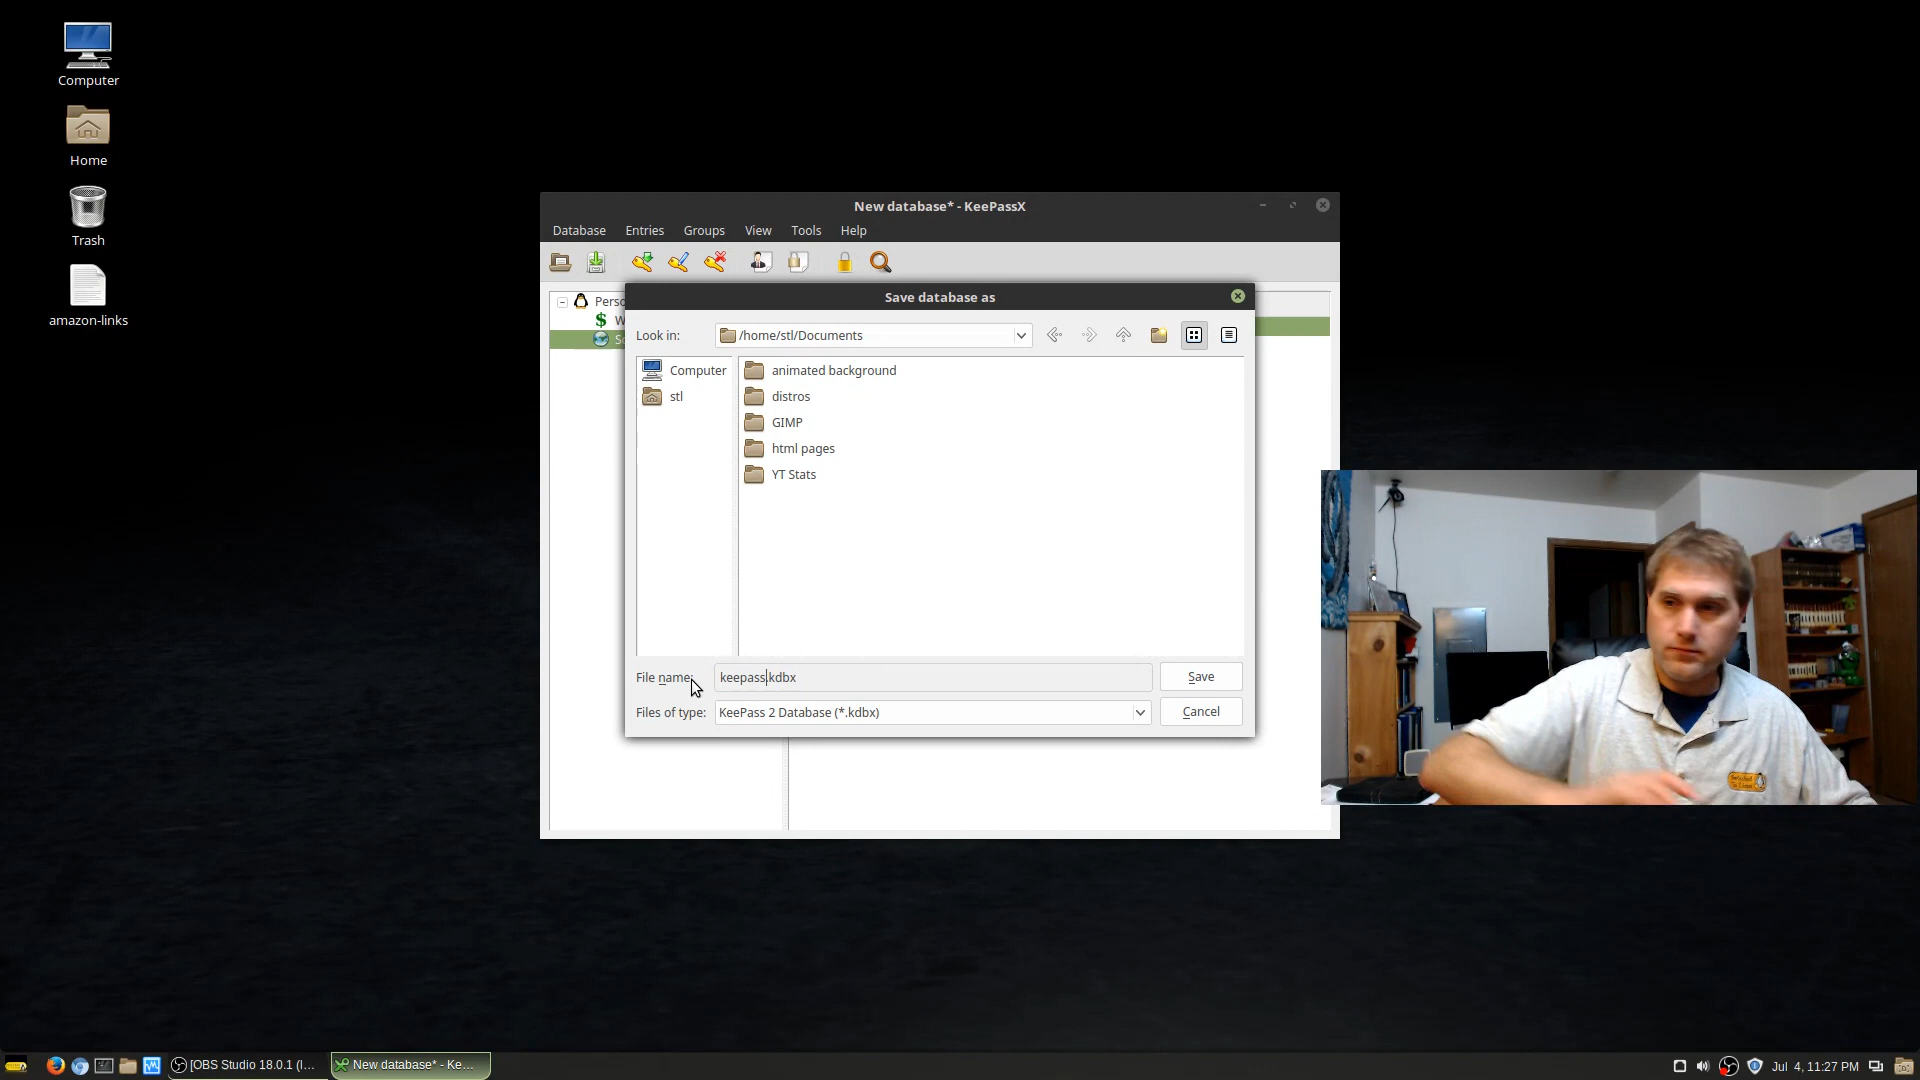 Computer
Home
Trash
amazon-links
New database* - KeePassX
Database Entries Groups View Tools Help
Save database as
Look in: /home/stl/Documents
Computer
stl
animated background
distros
GIMP
html pages
YT Stats
File name: keepass.kdbx Save
Files of type: KeePass 2 Database (*.kdbx) Cancel
[OBS Studio 18.0.1 (l... New database* - Ke... Jul 4, 11:27 PM